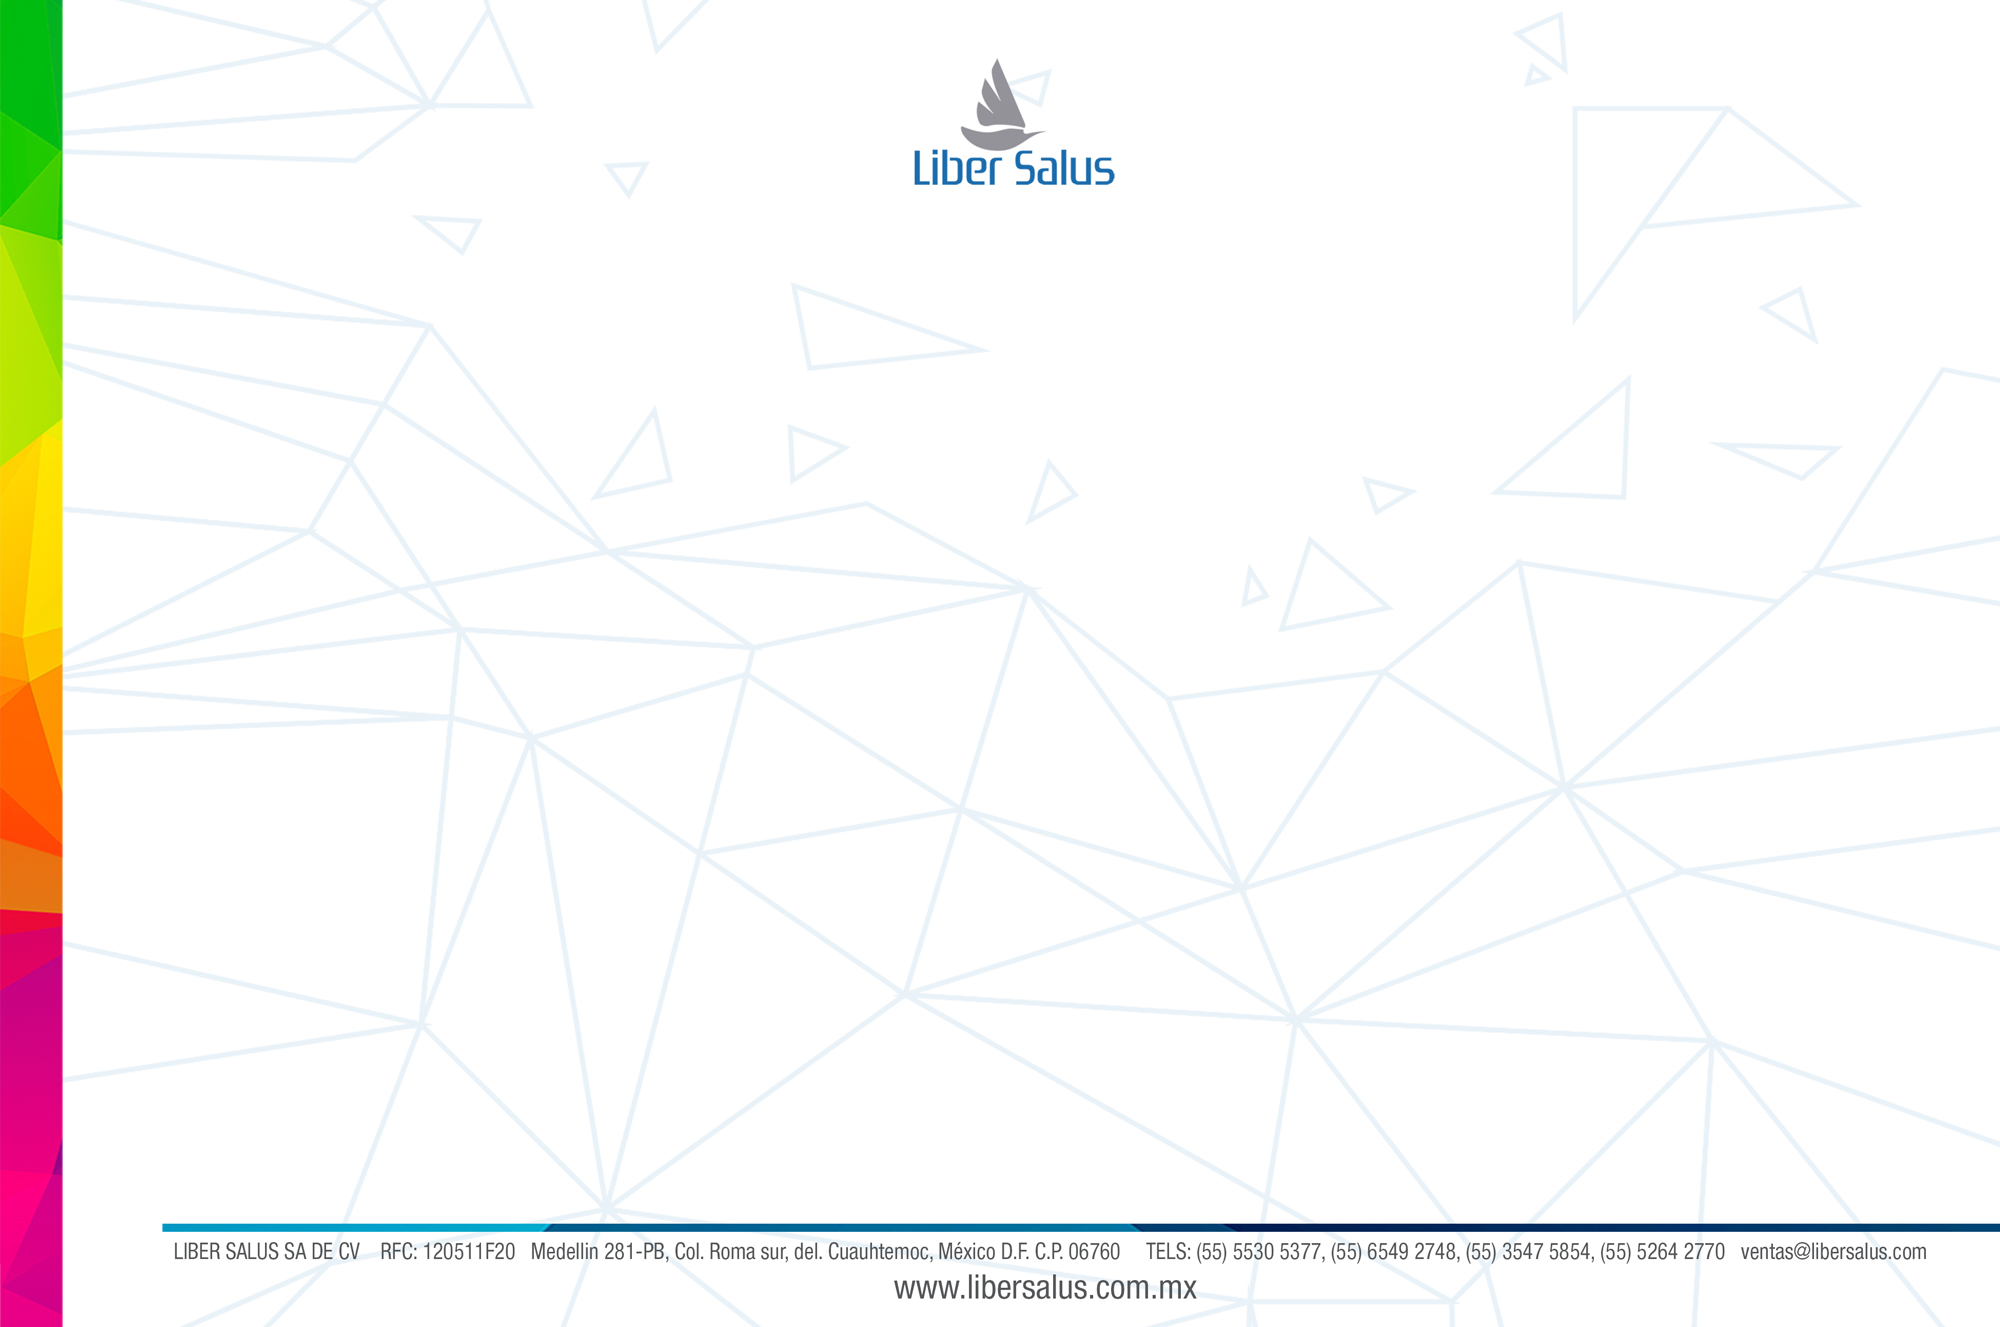 Liber Salus
LIBER SALUS SA DE CV RFC: 120511F20 Medellin 281-PB, Col. Roma sur, del. Cuauhtemoc, México D.F. C.P. 06760 TELS: (55) 5530 5377, (55) 6549 2748, (55) 3547 5854, (55) 5264 2770 ventas@libersalus.com
www.libersalus.com.mx